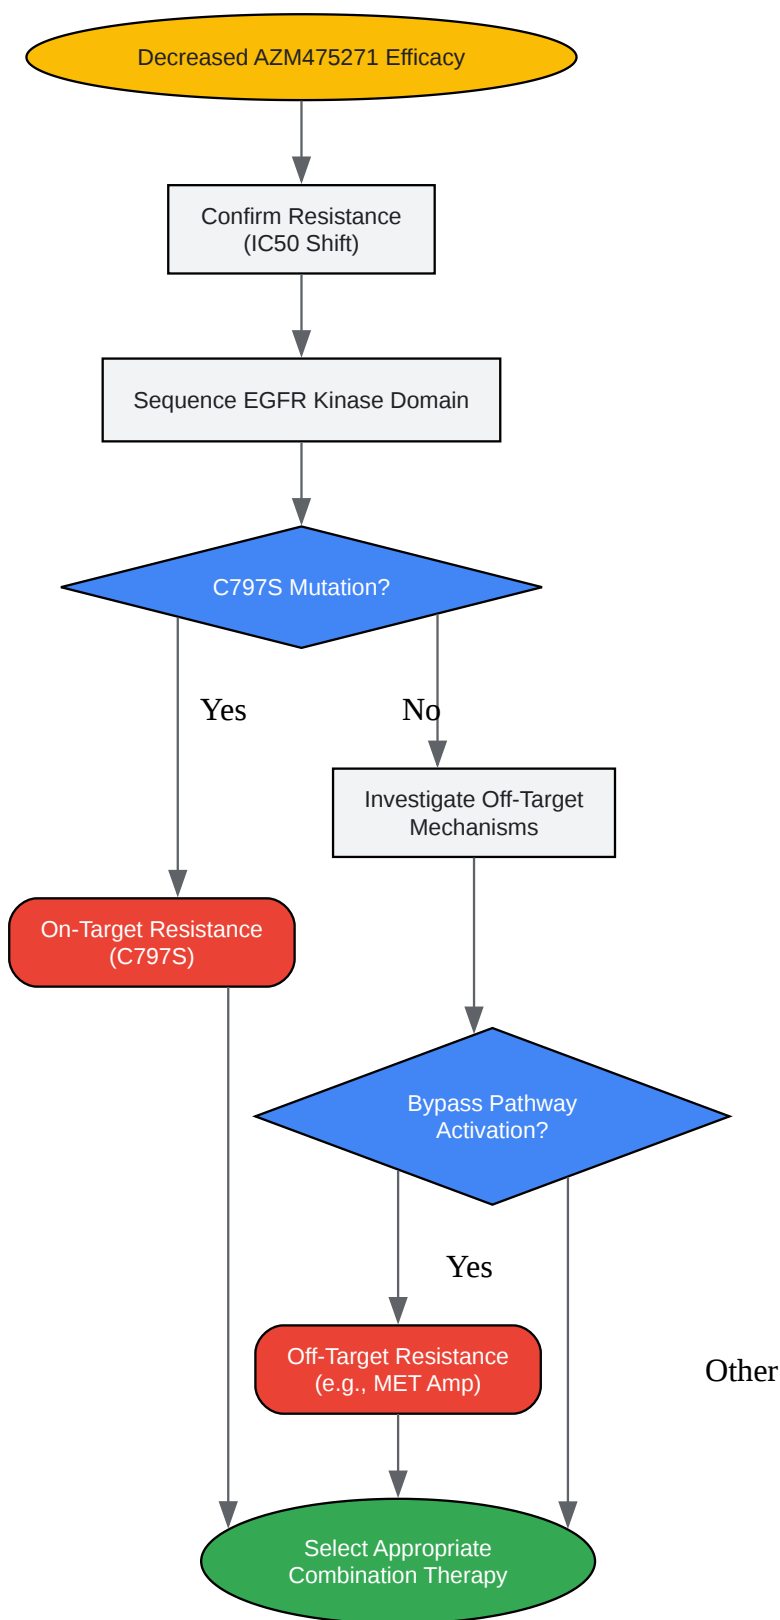 Decreased AZM475271 Efficacy
Confirm Resistance
(IC50 Shift)
Sequence EGFR Kinase Domain
C797S Mutation?
Yes
No
Investigate Off-Target
Mechanisms
On-Target Resistance
(C797S)
Bypass Pathway
Activation?
Yes
Off-Target Resistance
(e.g., MET Amp)
Other
Select Appropriate
Combination Therapy